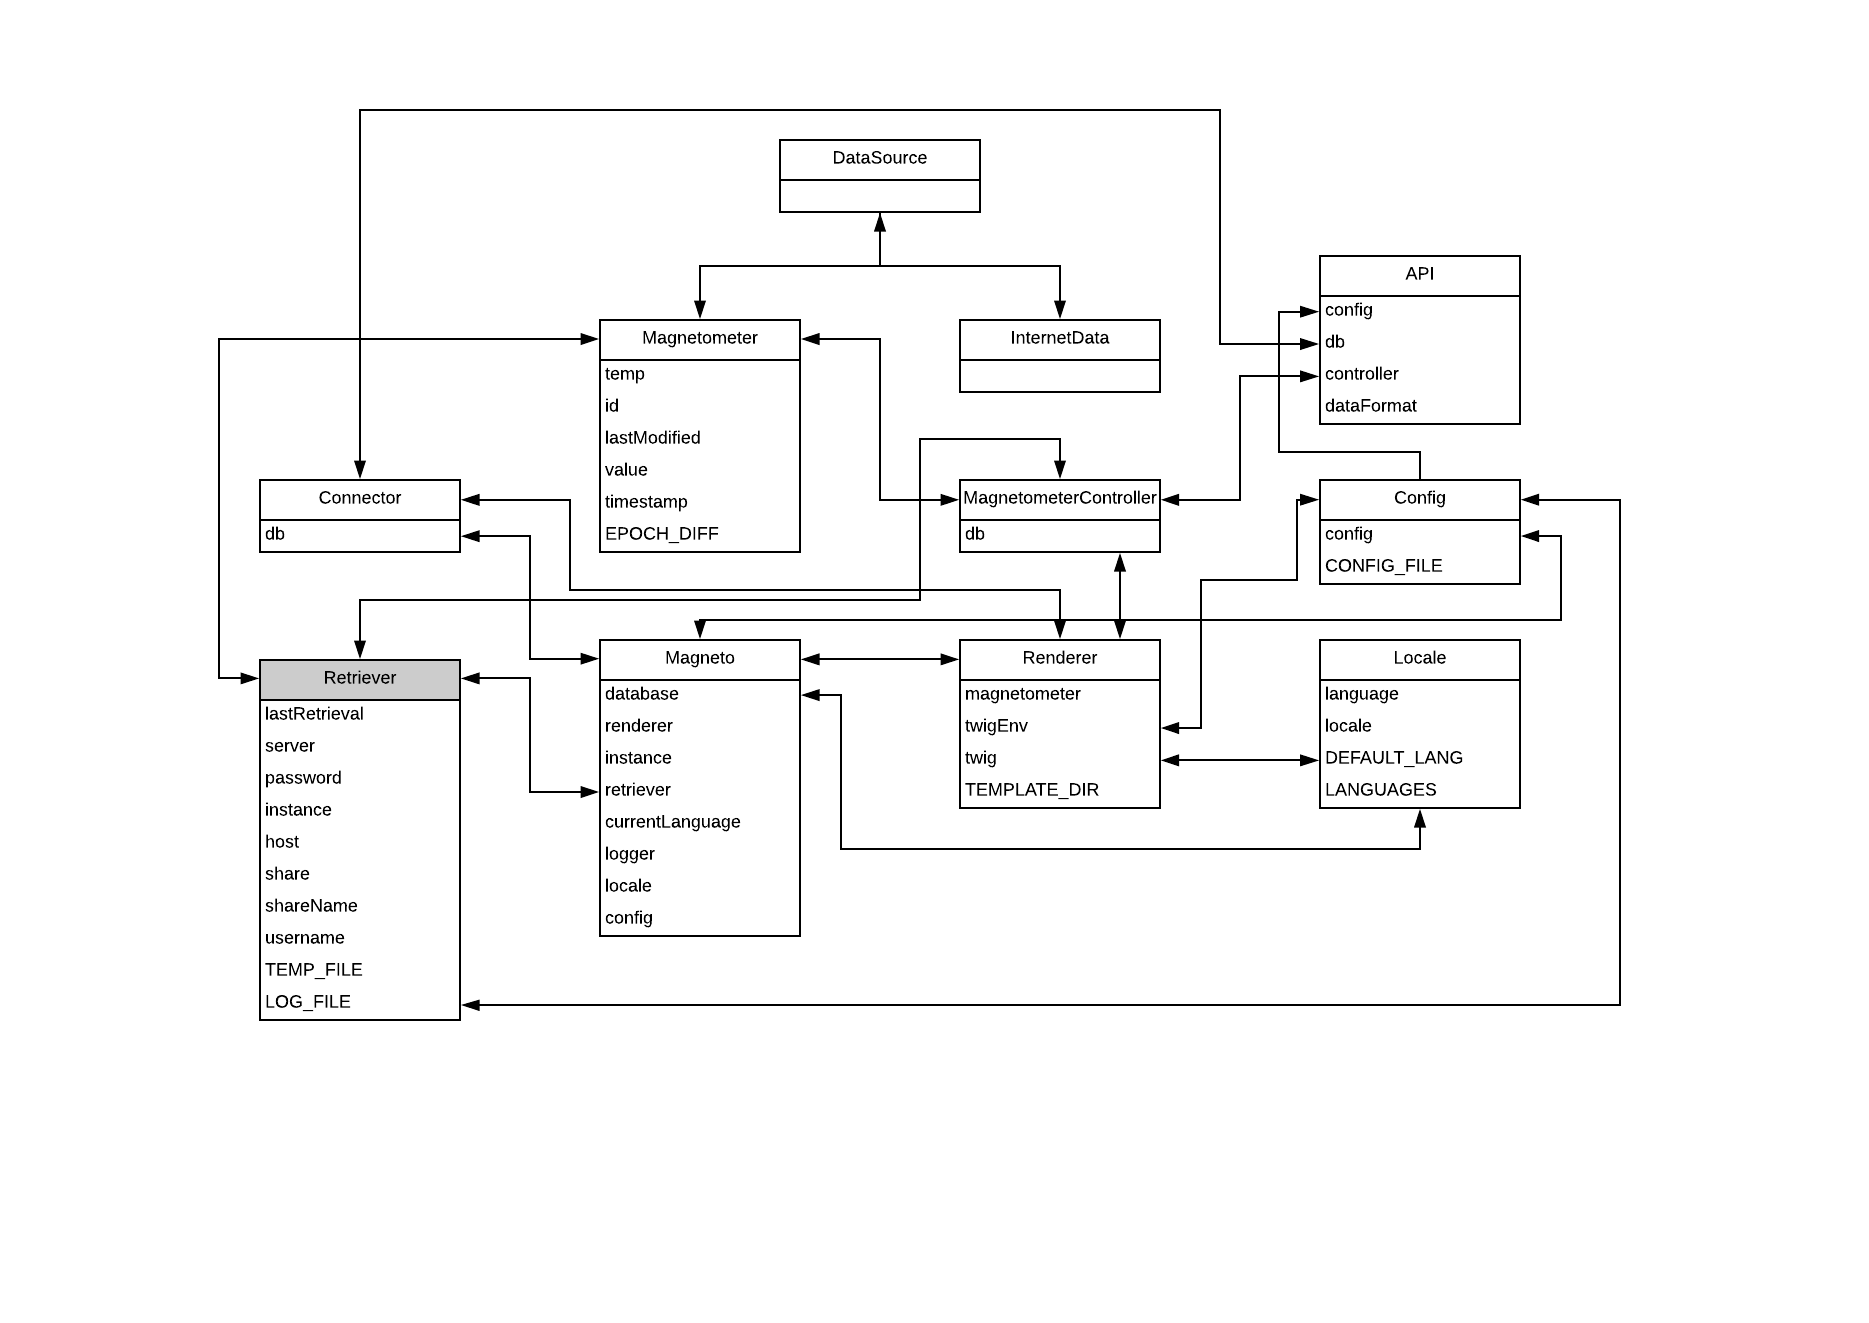 DataSource
API
config
db
controller
dataFormat
Magnetometer
temp
id
lastModified
value
timestamp
EPOCH_DIFF
InternetData
Connector
db
MagnetometerController
db
Config
config
CONFIG_FILE
Retriever
lastRetrieval
server
password
instance
host
share
shareName
username
TEMP_FILE
LOG_FILE
Magneto
database
renderer
instance
retriever
currentLanguage
logger
locale
config
Renderer
magnetometer
twigEnv
twig
TEMPLATE_DIR
Locale
language
locale
DEFAULT_LANG
LANGUAGES